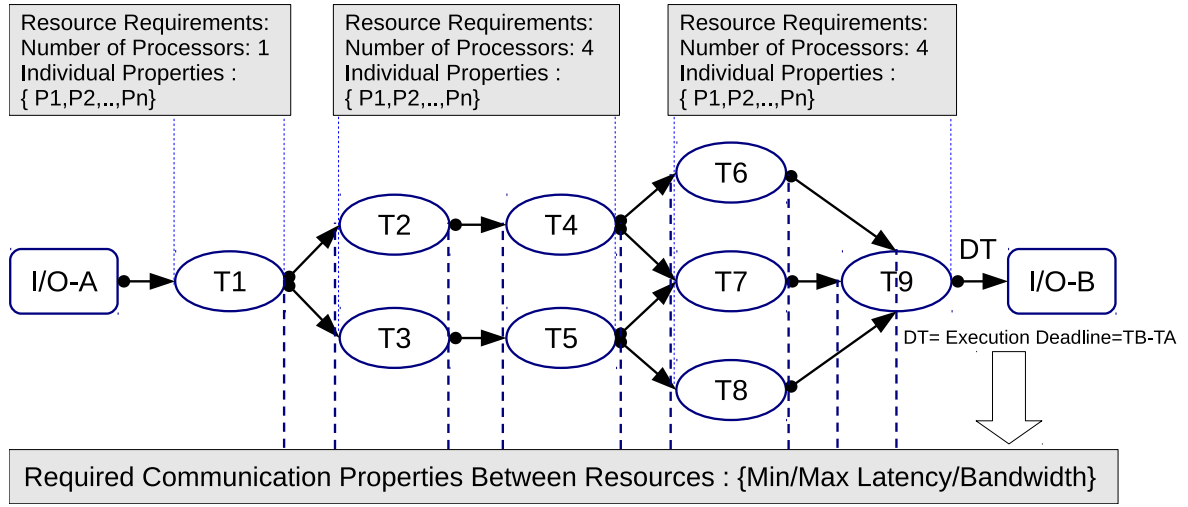 Resource Requirements:
Number of Processors: 1
Individual Properties :
{ P1,P2,..,Pn}
Resource Requirements:
Number of Processors: 4
Individual Properties :
{ P1,P2,..,Pn}
Resource Requirements:
Number of Processors: 4
Individual Properties :
{ P1,P2,..,Pn}
T6
T2
T4
I/O-A
T1
T7
T9
DT
I/O-B
T3
T5
DT= Execution Deadline=TB-TA
T8
Required Communication Properties Between Resources : {Min/Max Latency/Bandwidth}